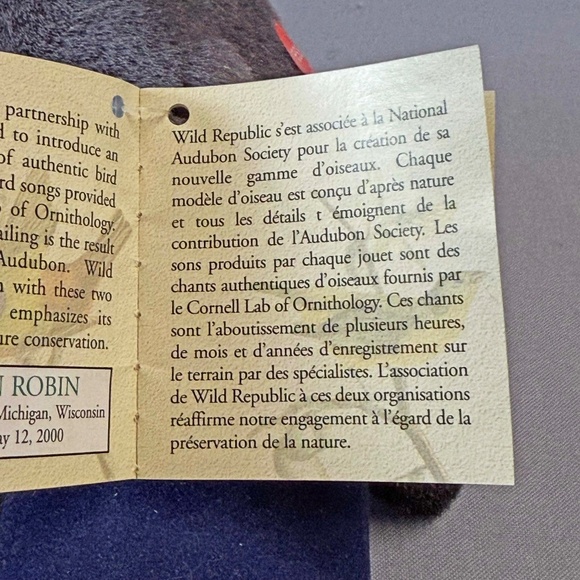 partnership with
to introduce an
of authentic bird
songs provided
of Ornithology.
is the result
Audubon. Wild
with these two
emphasizes its
conservation.
ROBIN
Michigan, Wisconsin
12, 2000
Wild Republic s'est associée à la National
Audubon Society pour la création de sa
nouvelle gamme d'oiseaux. Chaque
modèle d'oiseau est conçu d'après nature
et tous les détails t émoignent de la
contribution de l'Audubon Society. Les
sons produits par chaque jouet sont des
chants authentiques d'oiseaux fournis par
le Cornell Lab of Ornithology. Ces chants
sont l'aboutissement de plusieurs heures,
de mois et d'années d'enregistrement sur
le terrain par des spécialistes. L'association
de Wild Republic à ces deux organisations
réaffirme notre engagement à l'égard de la
préservation de la nature.